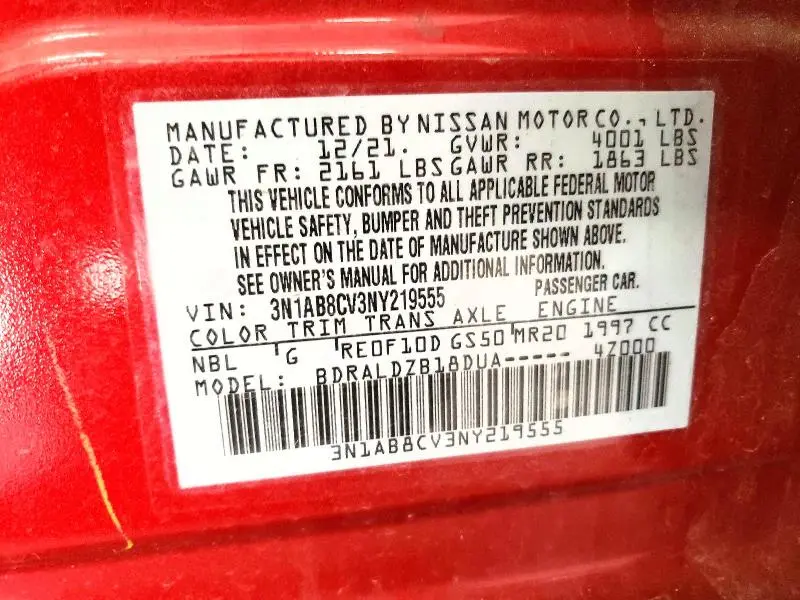 MANUFACTURED BY NISSAN MOTOR CO., LTD.
DATE: 12/21. GVWR: 4001 LBS
GAWR FR: 2161 LBS GAWR RR: 1863 LBS
THIS VEHICLE CONFORMS TO ALL APPLICABLE FEDERAL MOTOR
VEHICLE SAFETY, BUMPER AND THEFT PREVENTION STANDARDS
IN EFFECT ON THE DATE OF MANUFACTURE SHOWN ABOVE.
SEE OWNER'S MANUAL FOR ADDITIONAL INFORMATION.
VIN: 3N1AB8CV3NY219555 PASSENGER CAR.
COLOR TRIM TRANS AXLE ENGINE
NBL 'G RE0F10D GS50'MR20 1997 CC
MODEL: BDRALDZB18DUA----- 4Z000
3N1AB8CV3NY219555